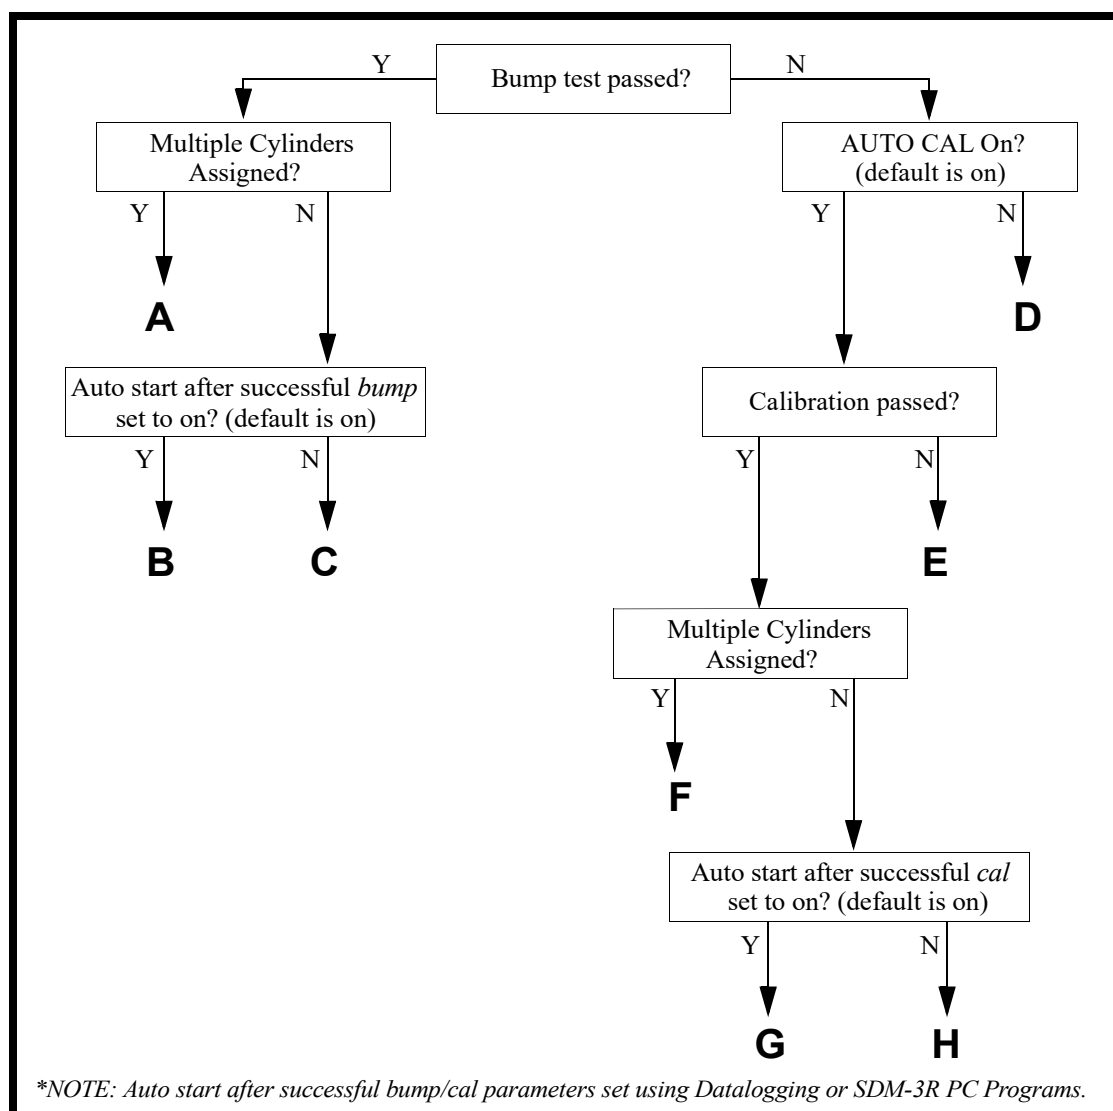 Y
Bump test passed?
N
Multiple Cylinders
Assigned?
AUTO CAL On?
(default is on)
Y
N
Y
N
A
D
Auto start after successful bump
set to on? (default is on)
Calibration passed?
Y
N
Y
N
B
C
E
Multiple Cylinders
Assigned?
Y
N
F
Auto start after successful cal
set to on? (default is on)
Y
N
G
H
*NOTE: Auto start after successful bump/cal parameters set using Datalogging or SDM-3R PC Programs.